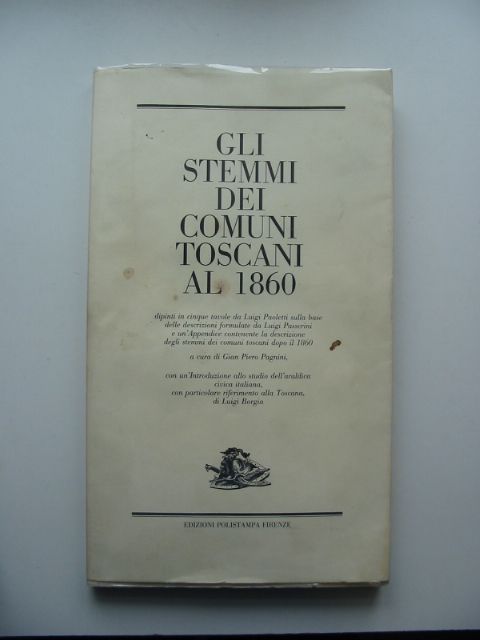 GLI
STEMMI
DEI
COMUNI
TOSCANI
AL 1860
dipinti in cinque tavole da Luigi Paoletti sulla base
delle descrizioni formulate da Luigi Passerini
e un'Appendice contenente la descrizione
degli stemmi dei comuni toscani dopo il 1860
a cura di Gian Piero Pagnini,
con un'Introduzione allo studio dell'araldica
civica italiana,
con particolare riferimento alla Toscana,
di Luigi Borgia
EDIZIONI POLISTAMPA FIRENZE